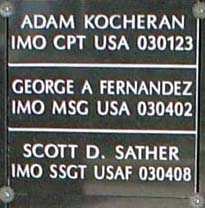 ADAM KOCHERAN
IMO CPT USA 030123
GEORGE A FERNANDEZ
IMO MSG USA 030402
SCOTT D. SATHER
IMO SSGT USAF 030408